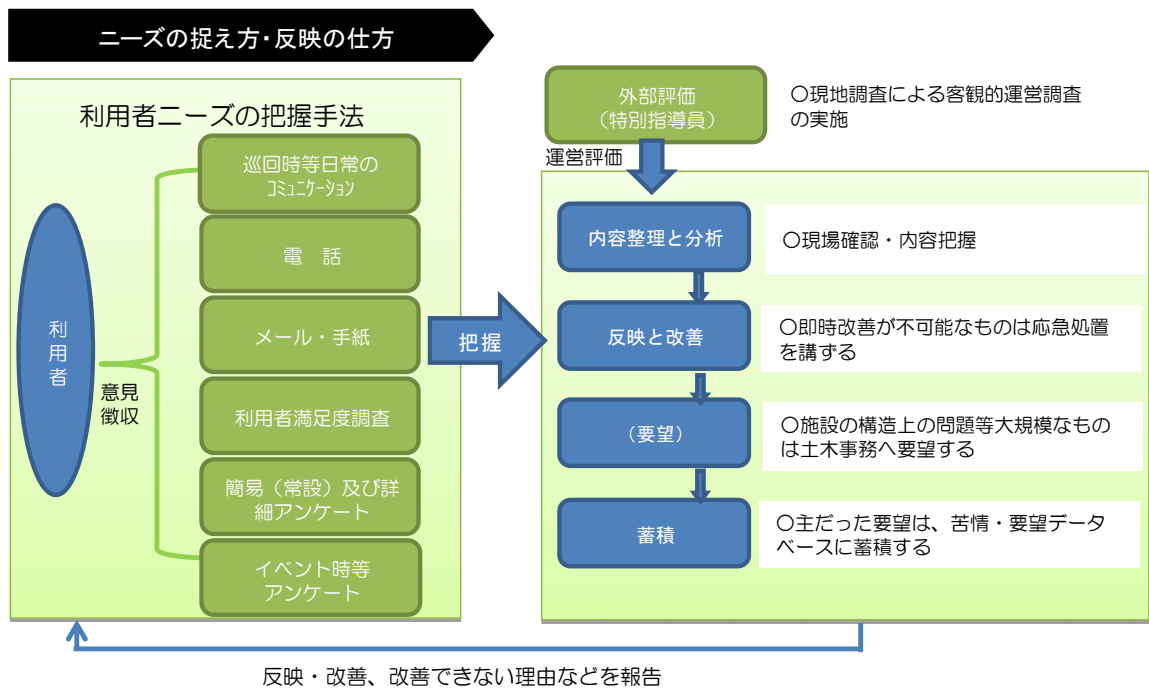 ニーズの捉え方・反映の仕方
利用者ニーズの把握手法
利
用
者
意見
徴収
巡回時等日常の
ｺﾐｭﾆｹｰｼｮﾝ
電　話
メール・手紙
利用者満足度調査
簡易（常設）及び詳
細アンケート
イベント時等
アンケート
把握
外部評価
（特別指導員）
〇現地調査による客観的運営調査
の実施
運営評価
内容整理と分析
〇現場確認・内容把握
反映と改善
〇即時改善が不可能なものは応急処置
を講ずる
（要望）
〇施設の構造上の問題等大規模なもの
は土木事務へ要望する
蓄積
〇主だった要望は、苦情・要望データ
ベースに蓄積する
反映・改善、改善できない理由などを報告